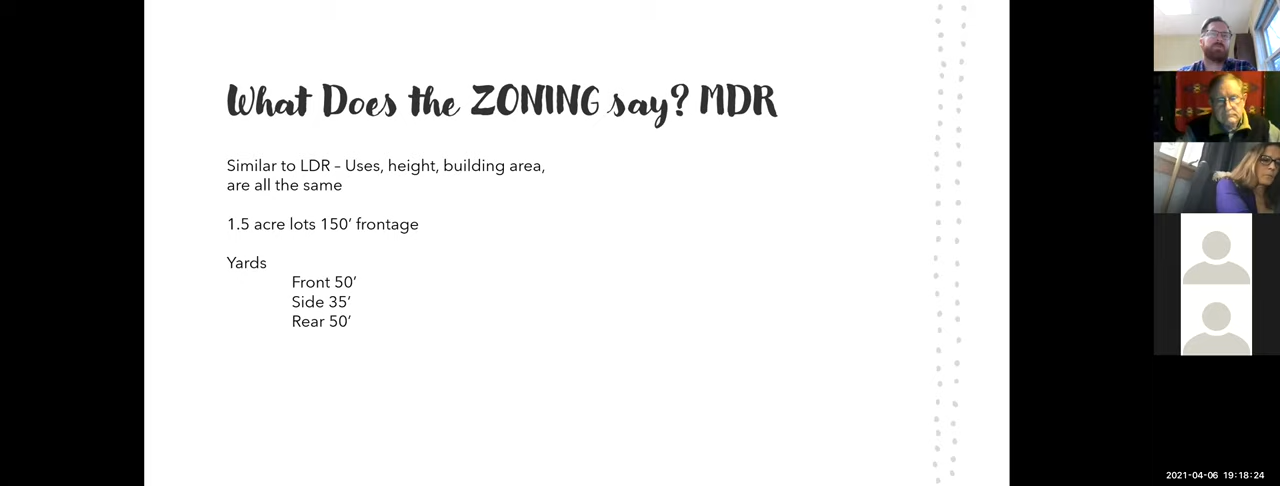 What Does the ZONING say? MDR
Similar to LDR – Uses, height, building area,
are all the same
1.5 acre lots 150’ frontage
Yards
Front 50’
Side 35’
Rear 50’
2021-04-06 19:18:24